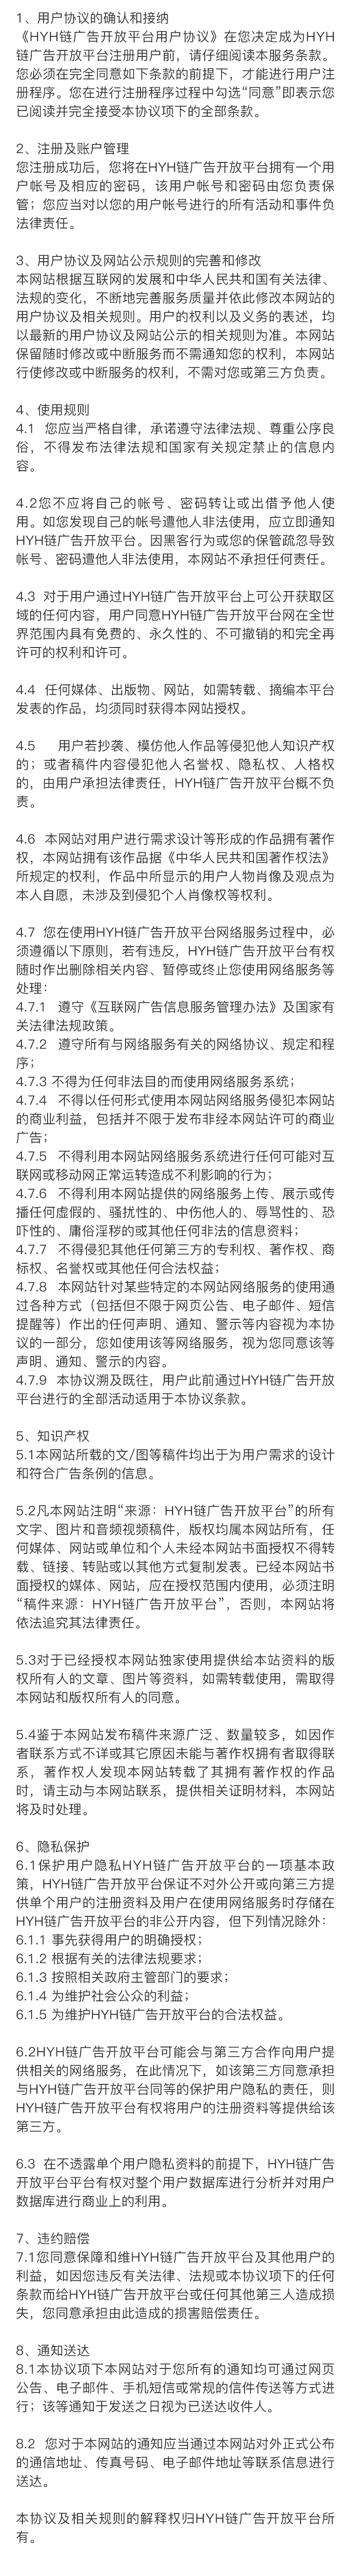 1、用户协议的确认和接纳
《HYH链广告开放平台用户协议》在您决定成为HYH
链广告开放平台注册用户前，请仔细阅读本服务条款。
您必须在完全同意如下条款的前提下，才能进行用户注
册程序。您在进行注册程序过程中勾选“同意”即表示您
已阅读并完全接受本协议项下的全部条款。
2、注册及账户管理
您注册成功后，您将在HYH链广告开放平台拥有一个用
户帐号及相应的密码，该用户帐号和密码由您负责保
管；您应当对以您的用户帐号进行的所有活动和事件负
法律责任。
3、用户协议及网站公示规则的完善和修改
本网站根据互联网的发展和中华人民共和国有关法律、
法规的变化，不断地完善服务质量并依此修改本网站的
用户协议及相关规则。用户的权利以及义务的表述，均
以最新的用户协议及网站公示的相关规则为准。本网站
保留随时修改或中断服务而不需通知您的权利，本网站
行使修改或中断服务的权利，不需对您或第三方负责。
4、使用规则
4.1 您应当严格自律，承诺遵守法律法规、尊重公序良
俗，不得发布法律法规和国家有关规定禁止的信息内
容。
4.2您不应将自己的帐号、密码转让或出借予他人使
用。如您发现自己的帐号遭他人非法使用，应立即通知
HYH链广告开放平台。因黑客行为或您的保管疏忽导致
帐号、密码遭他人非法使用，本网站不承担任何责任。
4.3 对于用户通过HYH链广告开放平台上可公开获取区
域的任何内容，用户同意HYH链广告开放平台网在全世
界范围内具有免费的、永久性的、不可撤销的和完全再
许可的权利和许可。
4.4 任何媒体、出版物、网站，如需转载、摘编本平台
发表的作品，均须同时获得本网站授权。
4.5 用户若抄袭、模仿他人作品等侵犯他人知识产权
的；或者稿件内容侵犯他人名誉权、隐私权、人格权
的，由用户承担法律责任，HYH链广告开放平台概不负
责。
4.6 本网站对用户进行需求设计等形成的作品拥有著作
权，本网站拥有该作品据《中华人民共和国著作权法》
所规定的权利，作品中所显示的用户人物肖像及观点为
本人自愿，未涉及到侵犯个人肖像权等权利。
4.7 您在使用HYH链广告开放平台网络服务过程中，必
须遵循以下原则，若有违反，HYH链广告开放平台有权
随时作出删除相关内容、暂停或终止您使用网络服务等
处理：
4.7.1 遵守《互联网广告信息服务管理办法》及国家有
关法律法规政策。
4.7.2 遵守所有与网络服务有关的网络协议、规定和程
序；
4.7.3 不得为任何非法目的而使用网络服务系统；
4.7.4 不得以任何形式使用本网站网络服务侵犯本网站
的商业利益，包括并不限于发布非经本网站许可的商业
广告；
4.7.5 不得利用本网站网络服务系统进行任何可能对互
联网或移动网正常运转造成不利影响的行为；
4.7.6 不得利用本网站提供的网络服务上传、展示或传
播任何虚假的、骚扰性的、中伤他人的、辱骂性的、恐
吓性的、庸俗淫秽的或其他任何非法的信息资料；
4.7.7 不得侵犯其他任何第三方的专利权、著作权、商
标权、名誉权或其他任何合法权益；
4.7.8 本网站针对某些特定的本网站网络服务的使用通
过各种方式（包括但不限于网页公告、电子邮件、短信
提醒等）作出的任何声明、通知、警示等内容视为本协
议的一部分，您如使用该等网络服务，视为您同意该等
声明、通知、警示的内容。
4.7.9 本协议溯及既往，用户此前通过HYH链广告开放
平台进行的全部活动适用于本协议条款。
5、知识产权
5.1本网站所载的文/图等稿件均出于为用户需求的设计
和符合广告条例的信息。
5.2凡本网站注明“来源：HYH链广告开放平台”的所有
文字、图片和音频视频稿件，版权均属本网站所有，任
何媒体、网站或单位和个人未经本网站书面授权不得转
载、链接、转贴或以其他方式复制发表。已经本网站书
面授权的媒体、网站，应在授权范围内使用，必须注明
“稿件来源：HYH链广告开放平台”，否则，本网站将
依法追究其法律责任。
5.3对于已经授权本网站独家使用提供给本站资料的版
权所有人的文章、图片等资料，如需转载使用，需取得
本网站和版权所有人的同意。
5.4鉴于本网站发布稿件来源广泛、数量较多，如因作
者联系方式不详或其它原因未能与著作权拥有者取得联
系，著作权人发现本网站转载了其拥有著作权的作品
时，请主动与本网站联系，提供相关证明材料，本网站
将及时处理。
6、隐私保护
6.1保护用户隐私HYH链广告开放平台的一项基本政
策，HYH链广告开放平台保证不对外公开或向第三方提
供单个用户的注册资料及用户在使用网络服务时存储在
HYH链广告开放平台的非公开内容，但下列情况除外：
6.1.1 事先获得用户的明确授权；
6.1.2 根据有关的法律法规要求；
6.1.3 按照相关政府主管部门的要求；
6.1.4 为维护社会公众的利益；
6.1.5 为维护HYH链广告开放平台的合法权益。
6.2HYH链广告开放平台可能会与第三方合作向用户提
供相关的网络服务，在此情况下，如该第三方同意承担
与HYH链广告开放平台同等的保护用户隐私的责任，则
HYH链广告开放平台有权将用户的注册资料等提供给该
第三方。
6.3 在不透露单个用户隐私资料的前提下，HYH链广告
开放平台平台有权对整个用户数据库进行分析并对用户
数据库进行商业上的利用。
7、违约赔偿
7.1您同意保障和维HYH链广告开放平台及其他用户的
利益，如因您违反有关法律、法规或本协议项下的任何
条款而给HYH链广告开放平台或任何其他第三人造成损
失，您同意承担由此造成的损害赔偿责任。
8、通知送达
8.1本协议项下本网站对于您所有的通知均可通过网页
公告、电子邮件、手机短信或常规的信件传送等方式进
行；该等通知于发送之日视为已送达收件人。
8.2 您对于本网站的通知应当通过本网站对外正式公布
的通信地址、传真号码、电子邮件地址等联系信息进行
送达。
本协议及相关规则的解释权归HYH链广告开放平台所
有。